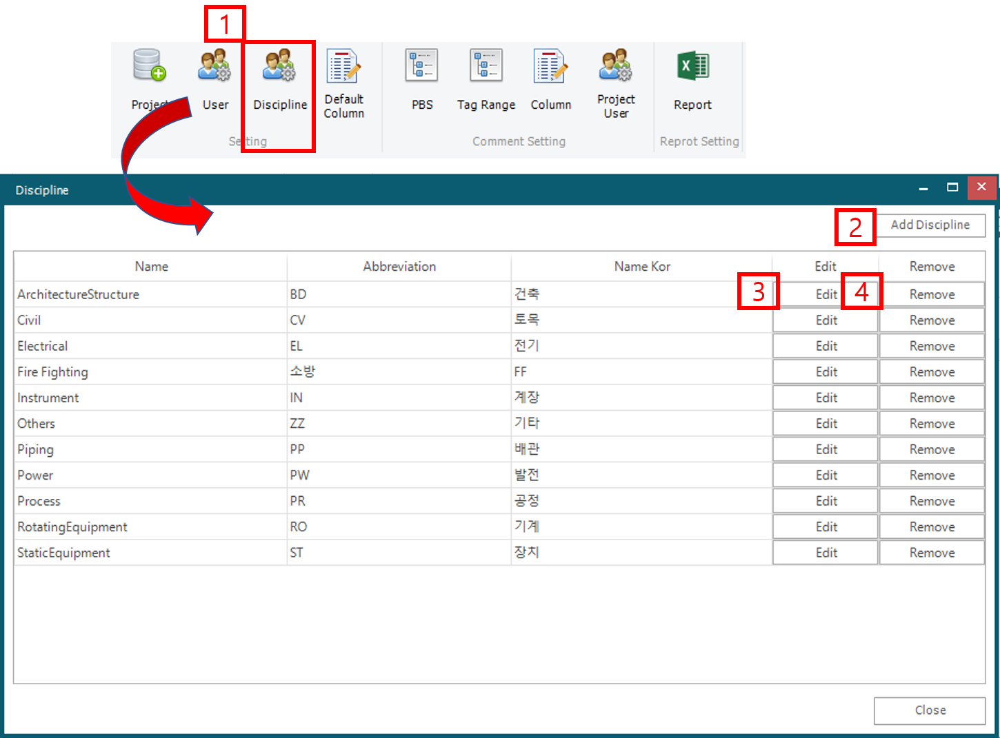 1
Project User Discipline Default Column PBS Tag Range Column Project User Report
Setting Comment Setting Reprot Setting
Discipline
2 Add Discipline
Name Abbreviation Name Kor Edit Remove
ArchitectureStructure BD 건축 3 Edit 4 Remove
Civil CV 토목 Edit Remove
Electrical EL 전기 Edit Remove
Fire Fighting 소방 FF Edit Remove
Instrument IN 계장 Edit Remove
Others ZZ 기타 Edit Remove
Piping PP 배관 Edit Remove
Power PW 발전 Edit Remove
Process PR 공정 Edit Remove
RotatingEquipment RO 기계 Edit Remove
StaticEquipment ST 장치 Edit Remove
Close